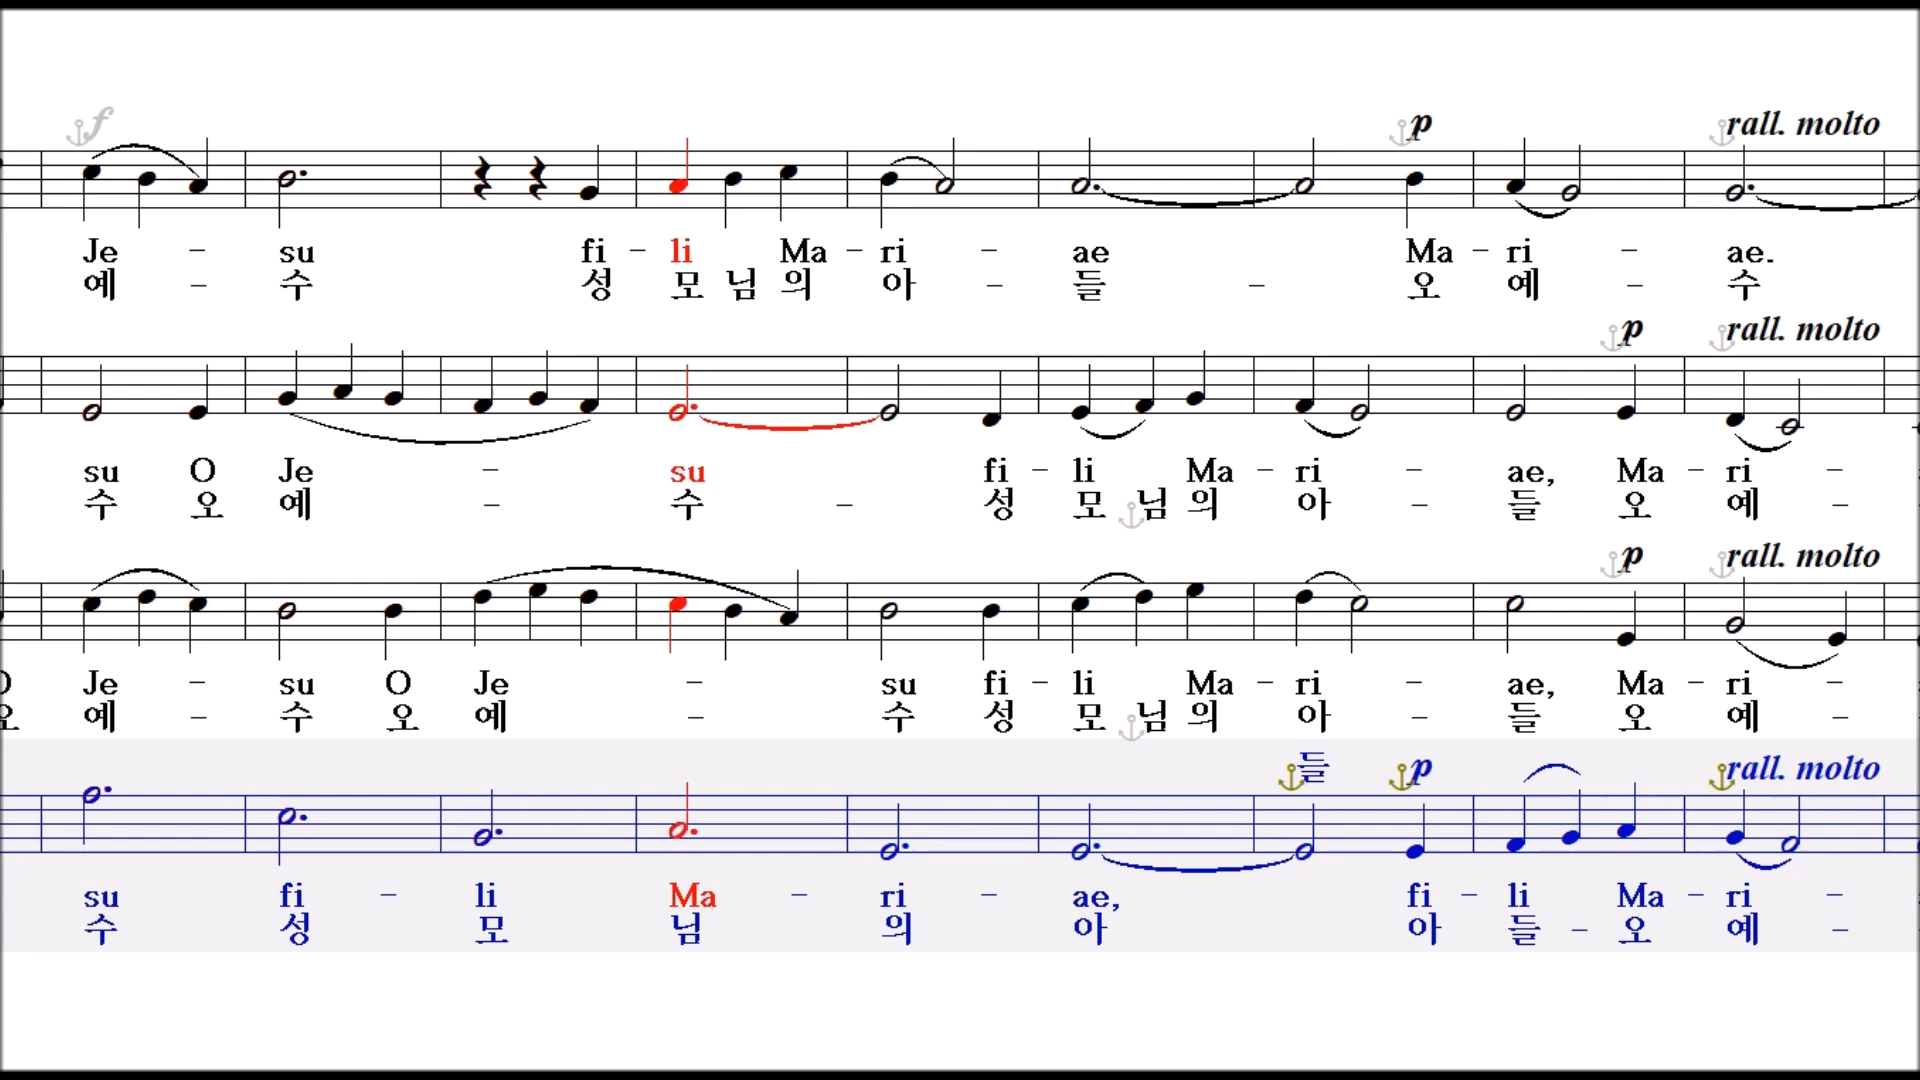 f p rall. molto
Je - su fi - li Ma - ri - ae Ma - ri - ae.
예 - 수 성 모 님 의 아 - 들 - 오 예 - 수
p rall. molto
su O Je - su fi - li Ma - ri - ae, Ma - ri -
수 오 예 - 수 - 성 모 님 의 아 - 들 오 예 -
p rall. molto
Je - su O Je - su fi - li Ma - ri - ae, Ma - ri -
오 예 - 수 오 예 - 수 성 모 님 의 아 - 들 오 예 -
들 p rall. molto
su fi - li Ma - ri - ae, fi - li Ma - ri -
수 성 모 님 의 아 아 들 - 오 예 -